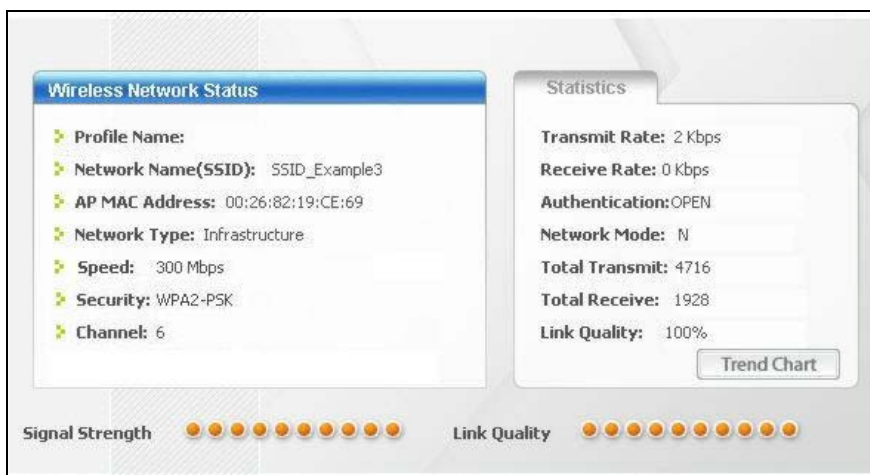 Wireless Network Status
Profile Name:
Network Name(SSID): SSID_Example3
AP MAC Address: 00:26:82:19:CE:69
Network Type: Infrastructure
Speed: 300 Mbps
Security: WPA2-PSK
Channel: 6
Statistics
Transmit Rate: 2 Kbps
Receive Rate: 0 Kbps
Authentication:OPEN
Network Mode: N
Total Transmit: 4716
Total Receive: 1928
Link Quality: 100%
Trend Chart
Signal Strength
Link Quality